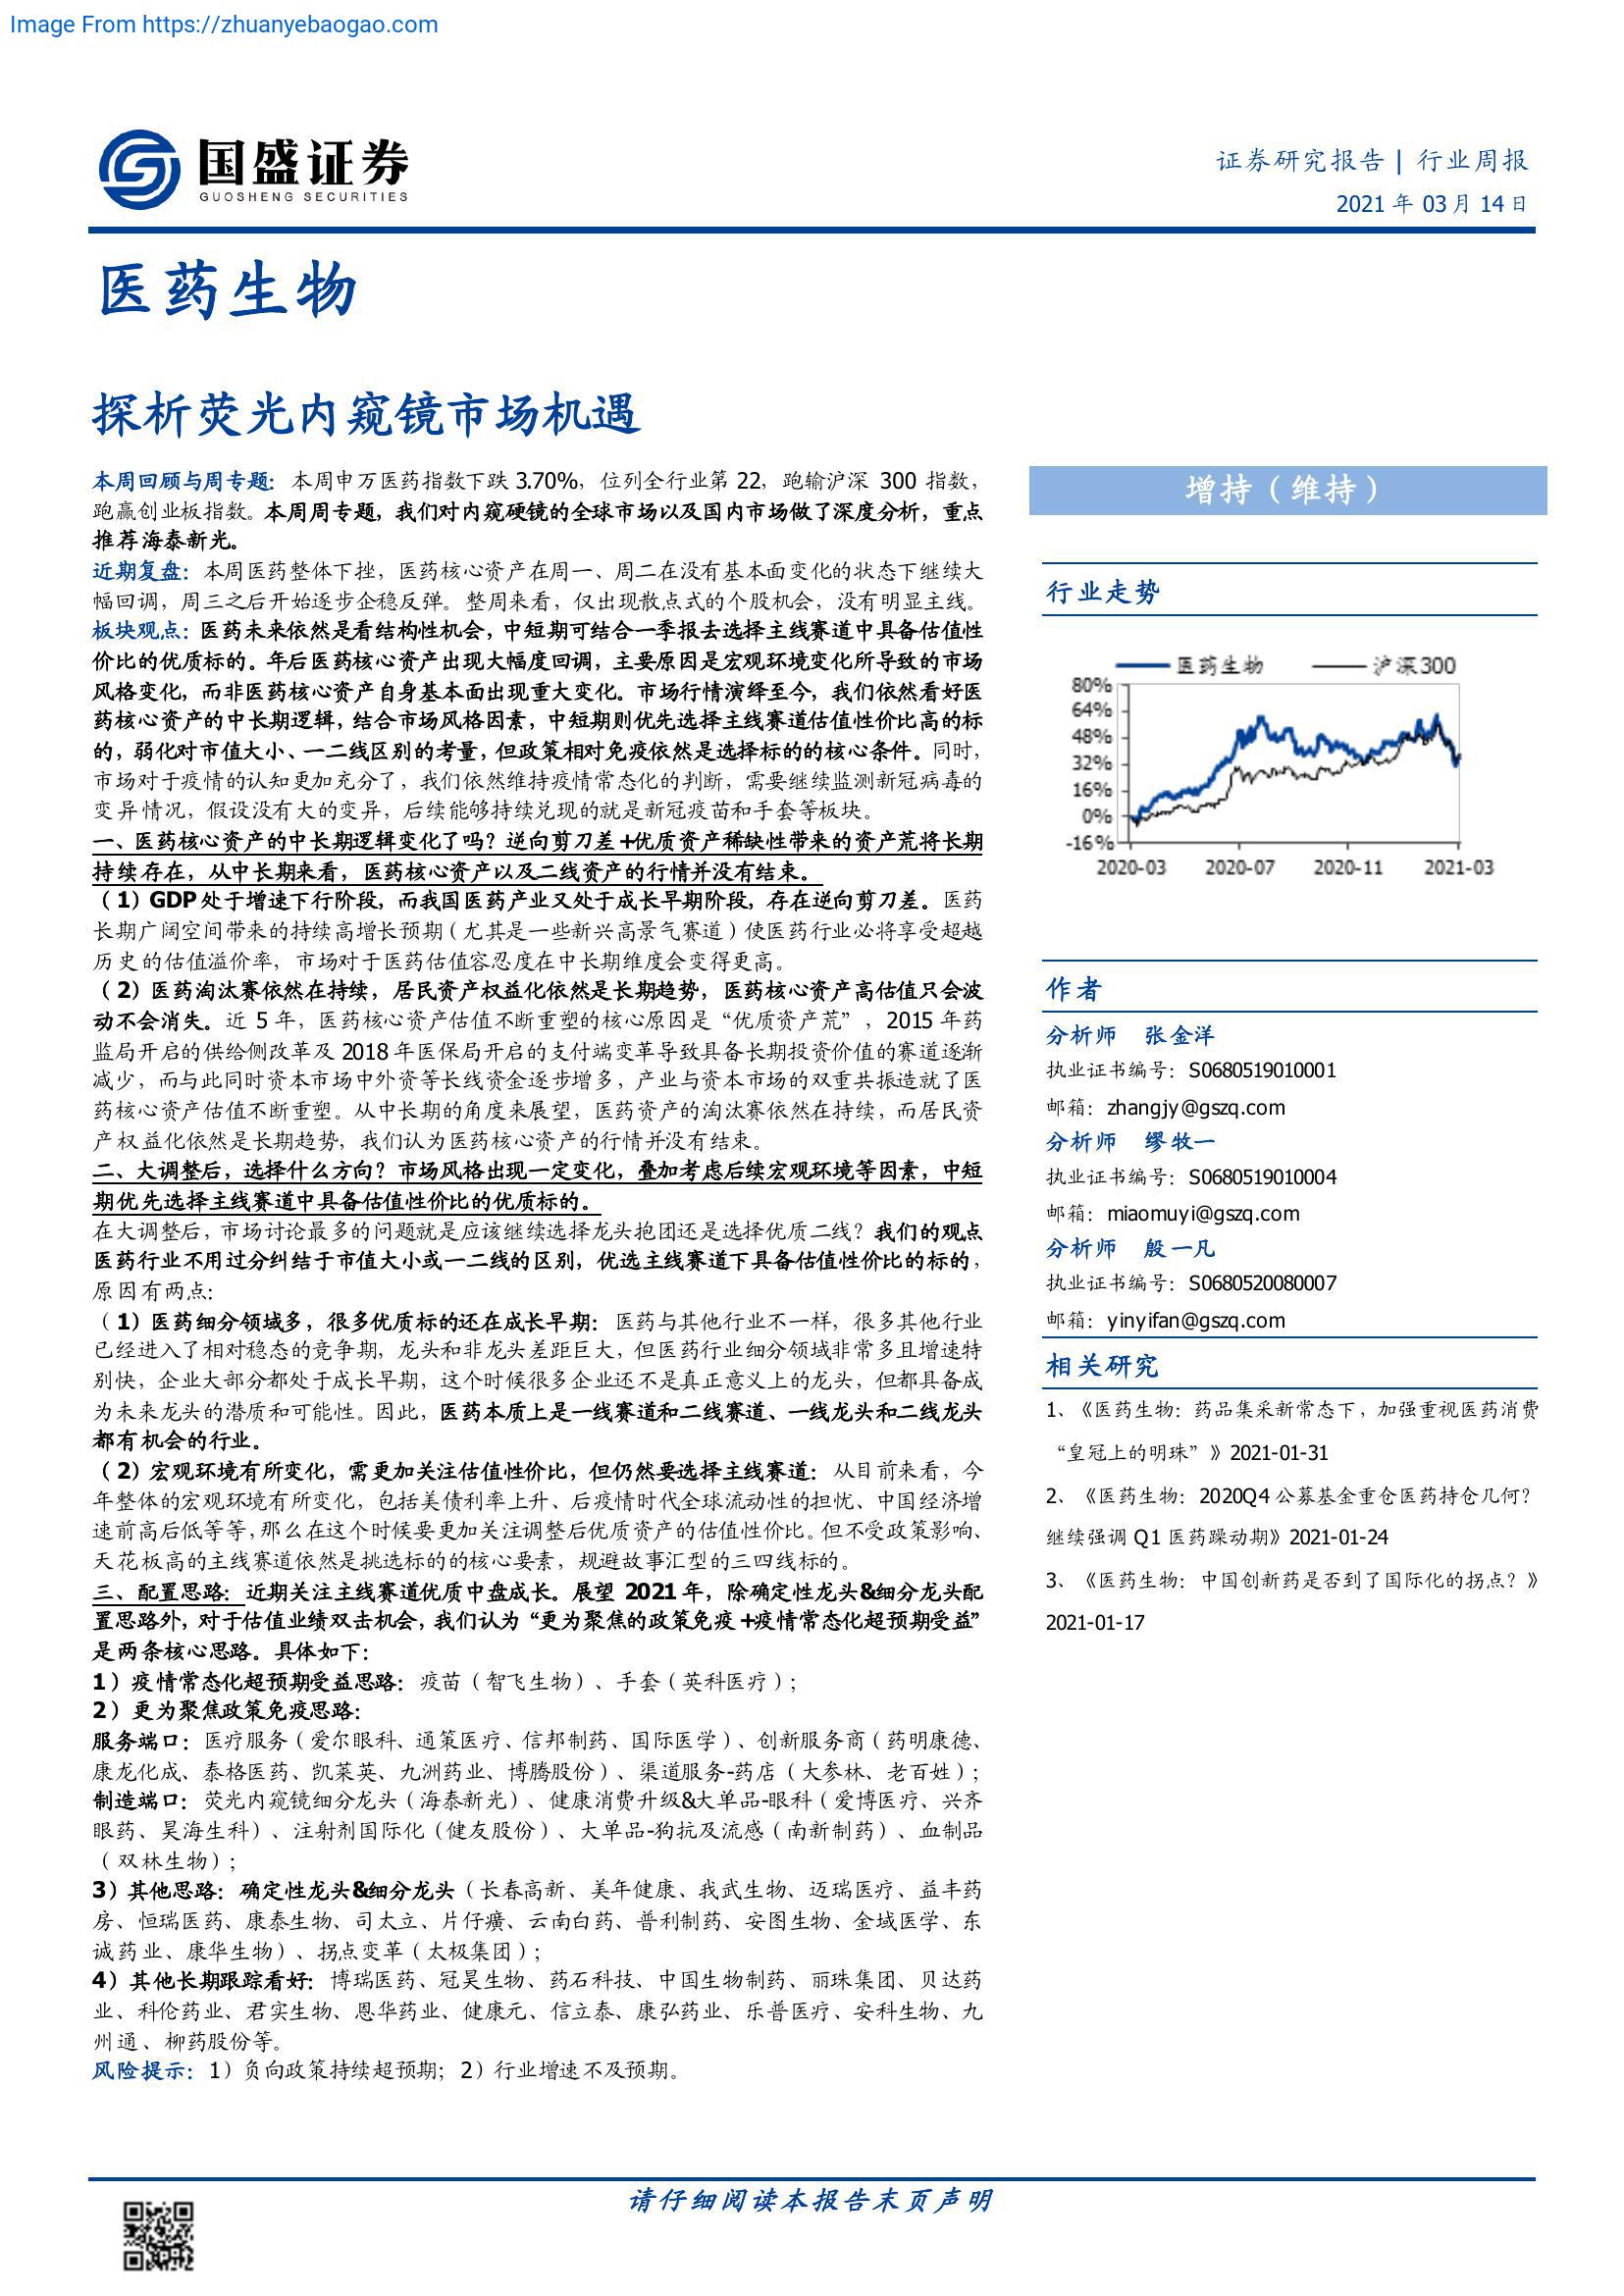 Image From https://zhuanyebaogao.com
国盛证券
GUOSHENG SECURITIES
证券研究报告 | 行业周报
2021 年 03 月 14 日
医药生物
探析荧光内窥镜市场机遇
本周回顾与周专题：本周申万医药指数下跌 3.70%，位列全行业第 22，跑输沪深 300 指数，
跑赢创业板指数。本周周专题，我们对内窥硬镜的全球市场以及国内市场做了深度分析，重点
推荐海泰新光。
近期复盘：本周医药整体下挫，医药核心资产在周一、周二在没有基本面变化的状态下继续大
幅回调，周三之后开始逐步企稳反弹。整周来看，仅出现散点式的个股机会，没有明显主线。
板块观点：医药未来依然是看结构性机会，中短期可结合一季报去选择主线赛道中具备估值性
价比的优质标的。年后医药核心资产出现大幅度回调，主要原因是宏观环境变化所导致的市场
风格变化，而非医药核心资产自身基本面出现重大变化。市场行情演绎至今，我们依然看好医
药核心资产的中长期逻辑，结合市场风格因素，中短期则优先选择主线赛道估值性价比高的标
的，弱化对市值大小、一二线区别的考量，但政策相对免疫依然是选择标的的核心条件。同时，
市场对于疫情的认知更加充分了，我们依然维持疫情常态化的判断，需要继续监测新冠病毒的
变异情况，假设没有大的变异，后续能够持续兑现的就是新冠疫苗和手套等板块。
一、医药核心资产的中长期逻辑变化了吗？逆向剪刀差+优质资产稀缺性带来的资产荒将长期
持续存在，从中长期来看，医药核心资产以及二线资产的行情并没有结束。
（1）GDP 处于增速下行阶段，而我国医药产业又处于成长早期阶段，存在逆向剪刀差。医药
长期广阔空间带来的持续高增长预期（尤其是一些新兴高景气赛道）使医药行业必将享受超越
历史的估值溢价率，市场对于医药估值容忍度在中长期维度会变得更高。
（2）医药淘汰赛依然在持续，居民资产权益化依然是长期趋势，医药核心资产高估值只会波
动不会消失。近 5 年，医药核心资产估值不断重塑的核心原因是“优质资产荒”，2015 年药
监局开启的供给侧改革及 2018 年医保局开启的支付端变革导致具备长期投资价值的赛道逐渐
减少，而与此同时资本市场中外资等长线资金逐步增多，产业与资本市场的双重共振造就了医
药核心资产估值不断重塑。从中长期的角度来展望，医药资产的淘汰赛依然在持续，而居民资
产权益化依然是长期趋势，我们认为医药核心资产的行情并没有结束。
二、大调整后，选择什么方向？市场风格出现一定变化，叠加考虑后续宏观环境等因素，中短
期优先选择主线赛道中具备估值性价比的优质标的。
在大调整后，市场讨论最多的问题就是应该继续选择龙头抱团还是选择优质二线？我们的观点
医药行业不用过分纠结于市值大小或一二线的区别，优选主线赛道下具备估值性价比的标的，
原因有两点：
（1）医药细分领域多，很多优质标的还在成长早期：医药与其他行业不一样，很多其他行业
已经进入了相对稳态的竞争期，龙头和非龙头差距巨大，但医药行业细分领域非常多且增速特
别快，企业大部分都处于成长早期，这个时候很多企业还不是真正意义上的龙头，但都具备成
为未来龙头的潜质和可能性。因此，医药本质上是一线赛道和二线赛道、一线龙头和二线龙头
都有机会的行业。
（2）宏观环境有所变化，需更加关注估值性价比，但仍然要选择主线赛道：从目前来看，今
年整体的宏观环境有所变化，包括美债利率上升、后疫情时代全球流动性的担忧、中国经济增
速前高后低等等，那么在这个时候要更加关注调整后优质资产的估值性价比。但不受政策影响、
天花板高的主线赛道依然是挑选标的的核心要素，规避故事汇型的三四线标的。
三、配置思路：近期关注主线赛道优质中盘成长。展望 2021 年，除确定性龙头&细分龙头配
置思路外，对于估值业绩双击机会，我们认为“更为聚焦的政策免疫+疫情常态化超预期受益”
是两条核心思路。具体如下：
1）疫情常态化超预期受益思路：疫苗（智飞生物）、手套（英科医疗）；
2）更为聚焦政策免疫思路：
服务端口：医疗服务（爱尔眼科、通策医疗、信邦制药、国际医学）、创新服务商（药明康德、
康龙化成、泰格医药、凯莱英、九洲药业、博腾股份）、渠道服务-药店（大参林、老百姓）；
制造端口：荧光内窥镜细分龙头（海泰新光）、健康消费升级&大单品-眼科（爱博医疗、兴齐
眼药、昊海生科）、注射剂国际化（健友股份）、大单品-狗抗及流感（南新制药）、血制品
（双林生物）；
3）其他思路：确定性龙头&细分龙头（长春高新、美年健康、我武生物、迈瑞医疗、益丰药
房、恒瑞医药、康泰生物、司太立、片仔癀、云南白药、普利制药、安图生物、金域医学、东
诚药业、康华生物）、拐点变革（太极集团）；
4）其他长期跟踪看好：博瑞医药、冠昊生物、药石科技、中国生物制药、丽珠集团、贝达药
业、科伦药业、君实生物、恩华药业、健康元、信立泰、康弘药业、乐普医疗、安科生物、九
州通、柳药股份等。
风险提示：1）负向政策持续超预期；2）行业增速不及预期。
增持（维持）
行业走势
医药生物 沪深300
80%
64%
48%
32%
16%
0%
-16%
2020-03 2020-07 2020-11 2021-03
作者
分析师 张金洋
执业证书编号：S0680519010001
邮箱：zhangjy@gszq.com
分析师 缪牧一
执业证书编号：S0680519010004
邮箱：miaomuyi@gszq.com
分析师 殷一凡
执业证书编号：S0680520080007
邮箱：yinyifan@gszq.com
相关研究
1、《医药生物：药品集采新常态下，加强重视医药消费
“皇冠上的明珠”》2021-01-31
2、《医药生物：2020Q4 公募基金重仓医药持仓几何？
继续强调 Q1 医药躁动期》2021-01-24
3、《医药生物：中国创新药是否到了国际化的拐点？》
2021-01-17
请仔细阅读本报告末页声明